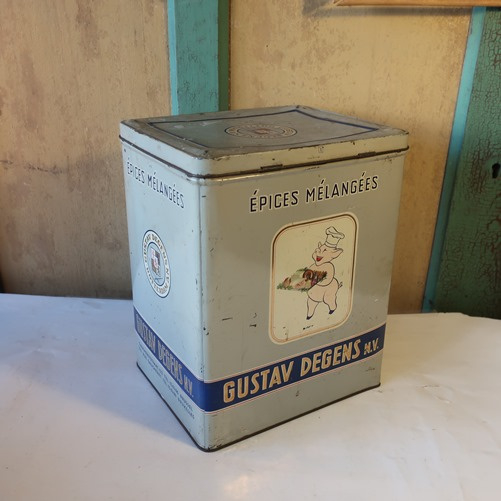 ÉPICES MÉLANGÉES
ÉPICES MÉLANGÉES
GUSTAV DEGENS N.V.
GUSTAV DEGENS N.V.